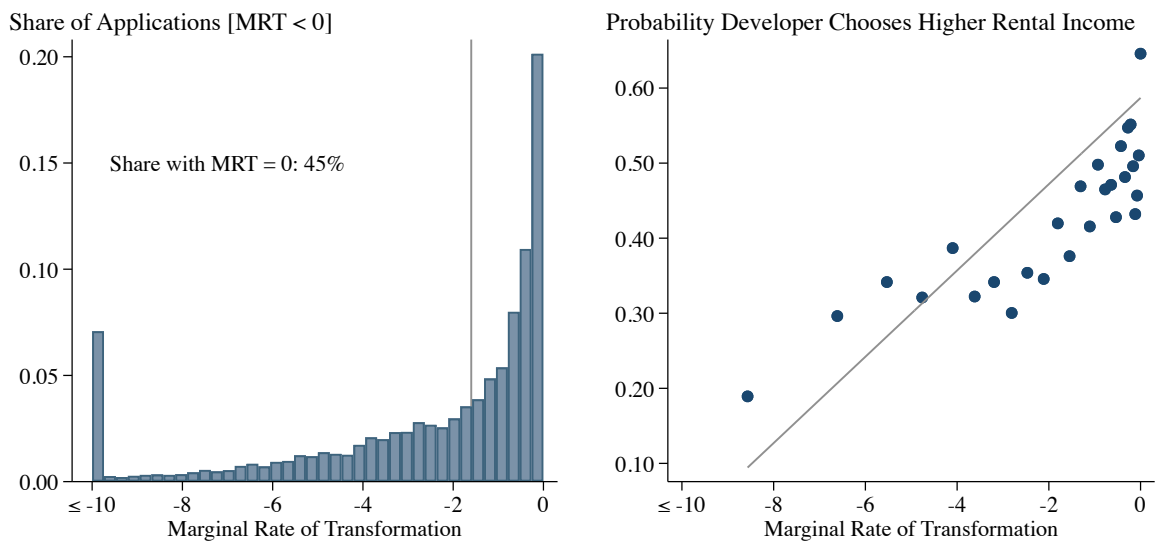 Share of Applications [MRT < 0]
0.20
0.15
0.10
0.05
0.00
Share with MRT = 0: 45%
≤ -10 -8 -6 -4 -2 0
Marginal Rate of Transformation
Probability Developer Chooses Higher Rental Income
0.60
0.50
0.40
0.30
0.20
0.10
≤ -10 -8 -6 -4 -2 0
Marginal Rate of Transformation